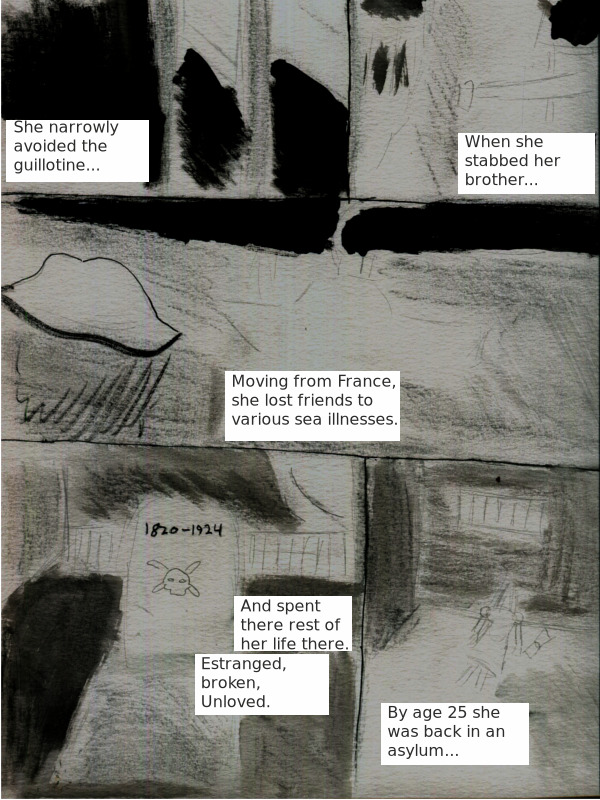 She narrowly
avoided the
guillotine...
When she
stabbed her
brother...
Moving from France,
she lost friends to
various sea illnesses.
1820-1924
And spent
there rest of
her life there.
Estranged,
broken,
Unloved.
By age 25 she
was back in an
asylum...